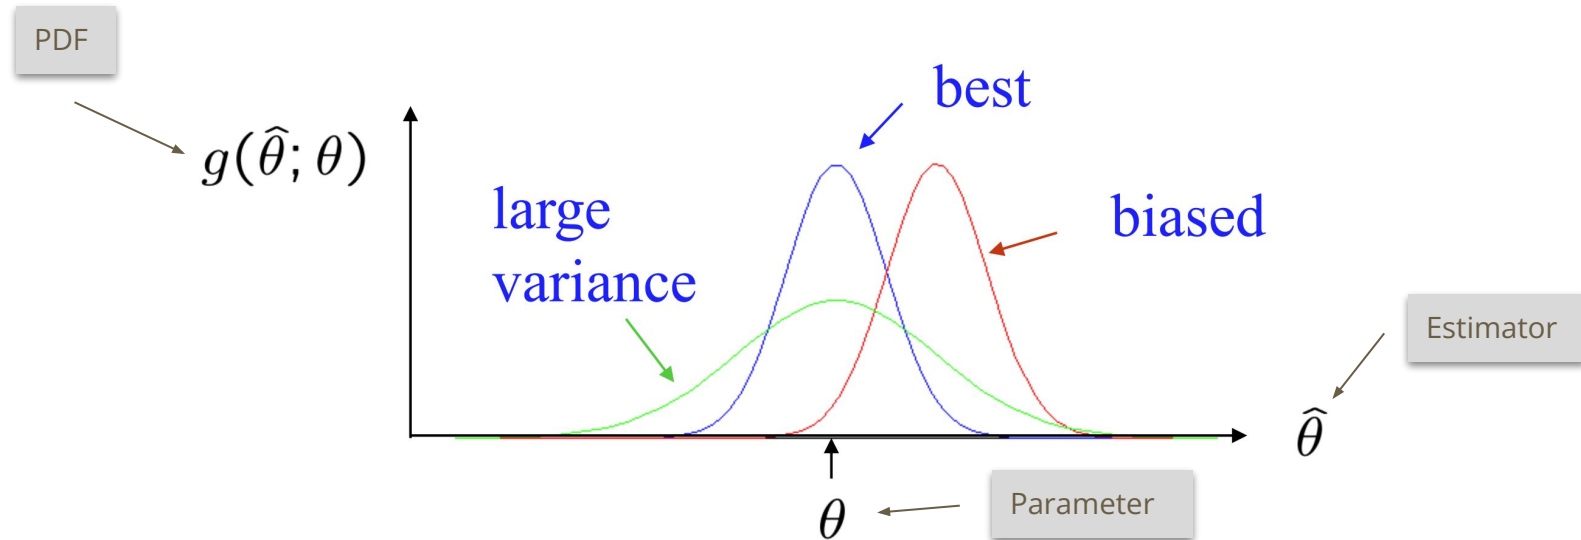 PDF
best
g(θ̂; θ)
large
variance
biased
Estimator
θ̂
Parameter
θ